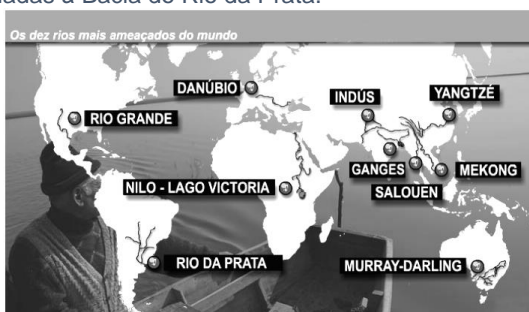 adas à Bacia do Rio da Prata.
Os dez rios mais ameaçados do mundo
DANÚBIO
INDÚS
YANGTZÉ
RIO GRANDE
GANGES
MEKONG
NILO - LAGO VICTORIA
SALOUEN
RIO DA PRATA
MURRAY-DARLING